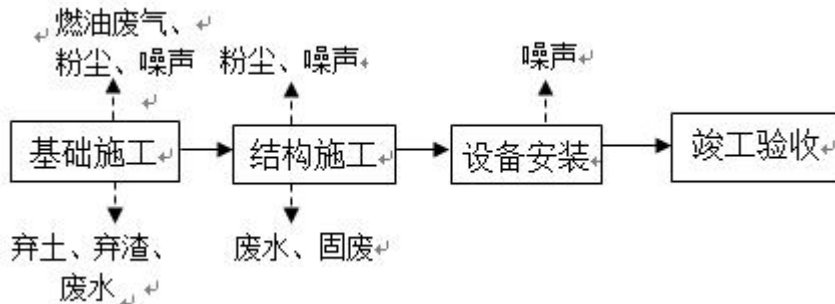 燃油废气、
粉尘、噪声
粉尘、噪声
噪声
基础施工
结构施工
设备安装
竣工验收
弃土、弃渣、
废水
废水、固废